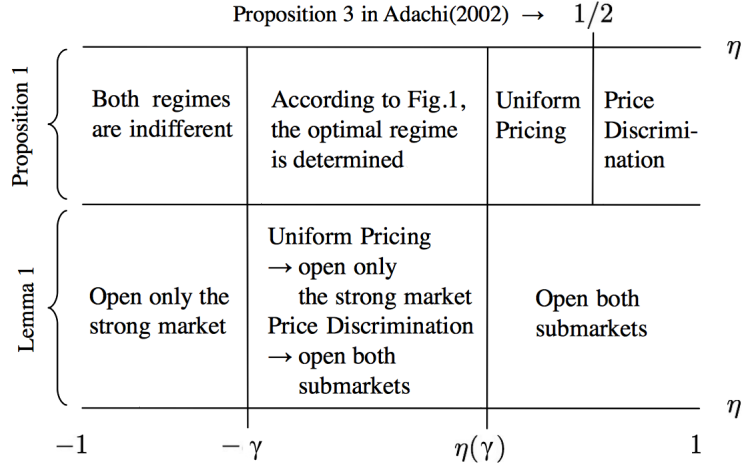 Proposition 3 in Adachi(2002) → 1/2
η
Proposition 1
Both regimes
are indifferent
According to Fig.1,
the optimal regime
is determined
Uniform
Pricing
Price
Discrimi-
nation
Lemma 1
Open only the
strong market
Uniform Pricing
→ open only
the strong market
Price Discrimination
→ open both
submarkets
Open both
submarkets
η
−1 − γ η(γ) 1